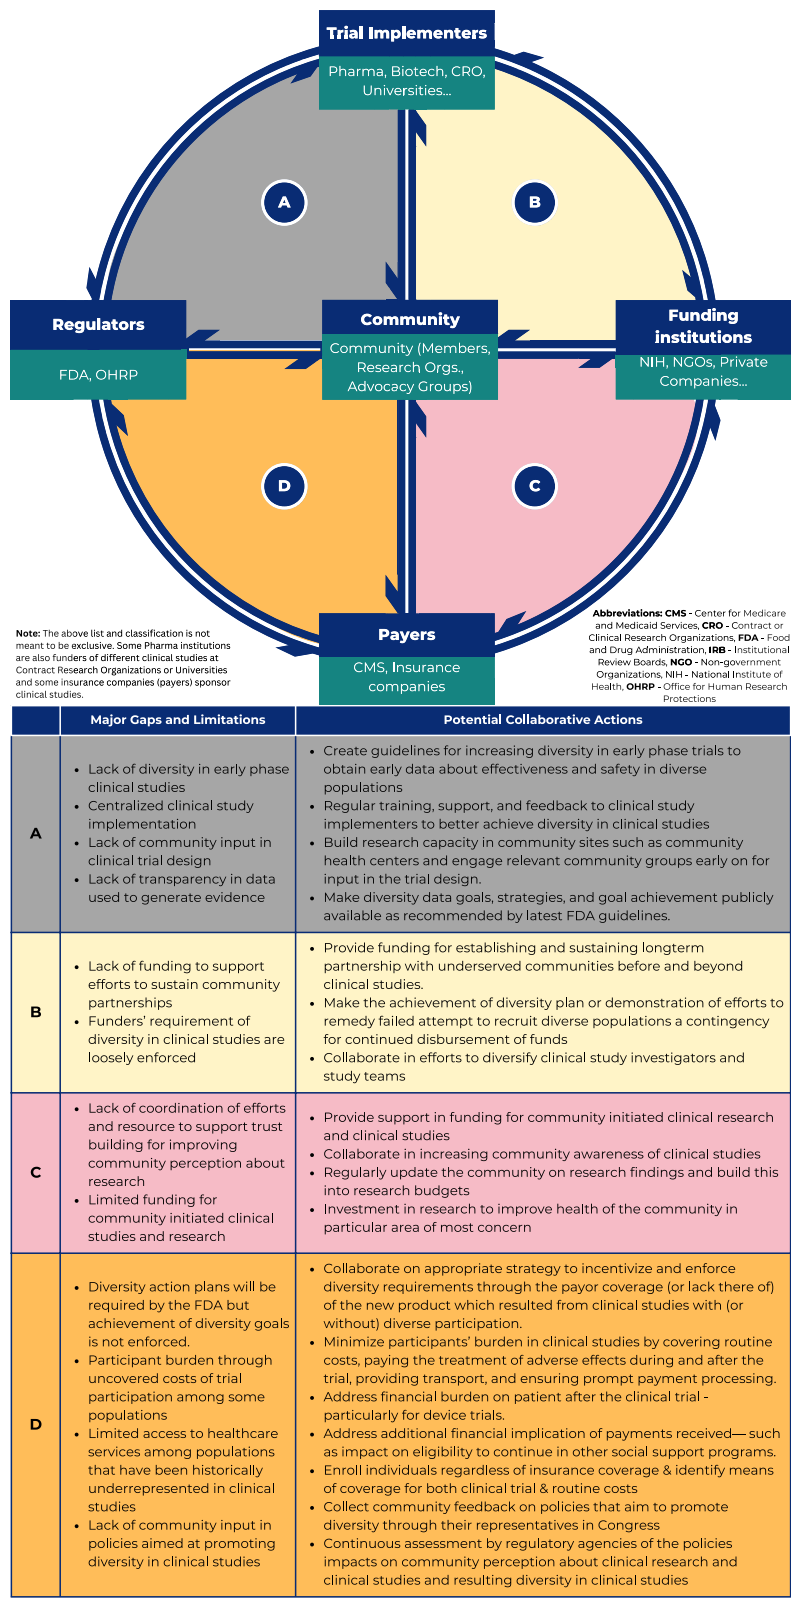 Trial Implementers
Pharma, Biotech, CRO,
Universities...
A
B
Regulators
FDA, OHRP
Community
Community (Members,
Research Orgs.,
Advocacy Groups)
Funding
institutions
NIH, NGOs, Private
Companies...
D
C
Payers
CMS, Insurance
companies
Note: The above list and classification is not
meant to be exclusive. Some Pharma institutions
are also funders of different clinical studies at
Contract Research Organizations or Universities
and some insurance companies (payers) sponsor
clinical studies.
Abbreviations: CMS - Center for Medicare
and Medicaid Services, CRO - Contract or
Clinical Research Organizations, FDA - Food
and Drug Administration, IRB - Institutional
Review Boards, NGO - Non-government
Organizations, NIH - National Institute of
Health, OHRP - Office for Human Research
Protections
Major Gaps and Limitations
Potential Collaborative Actions
A
• Lack of diversity in early phase
clinical studies
• Centralized clinical study
implementation
• Lack of community input in
clinical trial design
• Lack of transparency in data
used to generate evidence
• Create guidelines for increasing diversity in early phase trials to
obtain early data about effectiveness and safety in diverse
populations
• Regular training, support, and feedback to clinical study
implementers to better achieve diversity in clinical studies
• Build research capacity in community sites such as community
health centers and engage relevant community groups early on for
input in the trial design.
• Make diversity data goals, strategies, and goal achievement publicly
available as recommended by latest FDA guidelines.
B
• Lack of funding to support
efforts to sustain community
partnerships
• Funders' requirement of
diversity in clinical studies are
loosely enforced
• Provide funding for establishing and sustaining longterm
partnership with underserved communities before and beyond
clinical studies.
• Make the achievement of diversity plan or demonstration of efforts to
remedy failed attempt to recruit diverse populations a contingency
for continued disbursement of funds
• Collaborate in efforts to diversify clinical study investigators and
study teams
C
• Lack of coordination of efforts
and resource to support trust
building for improving
community perception about
research
• Limited funding for
community initiated clinical
studies and research
• Provide support in funding for community initiated clinical research
and clinical studies
• Collaborate in increasing community awareness of clinical studies
• Regularly update the community on research findings and build this
into research budgets
• Investment in research to improve health of the community in
particular area of most concern
D
• Diversity action plans will be
required by the FDA but
achievement of diversity goals
is not enforced.
• Participant burden through
uncovered costs of trial
participation among some
populations
• Limited access to healthcare
services among populations
that have been historically
underrepresented in clinical
studies
• Lack of community input in
policies aimed at promoting
diversity in clinical studies
• Collaborate on appropriate strategy to incentivize and enforce
diversity requirements through the payor coverage (or lack there of)
of the new product which resulted from clinical studies with (or
without) diverse participation.
• Minimize participants' burden in clinical studies by covering routine
costs, paying the treatment of adverse effects during and after the
trial, providing transport, and ensuring prompt payment processing.
• Address financial burden on patient after the clinical trial -
particularly for device trials.
• Address additional financial implication of payments received— such
as impact on eligibility to continue in other social support programs.
• Enroll individuals regardless of insurance coverage & identify means
of coverage for both clinical trial & routine costs
• Collect community feedback on policies that aim to promote
diversity through their representatives in Congress
• Continuous assessment by regulatory agencies of the policies
impacts on community perception about clinical research and
clinical studies and resulting diversity in clinical studies